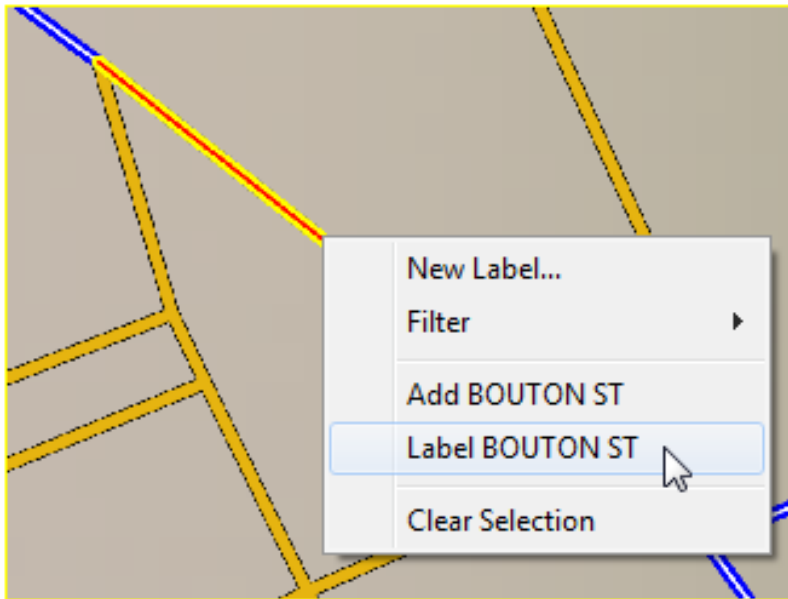 New Label...
Filter
Add BOUTON ST
Label BOUTON ST
Clear Selection